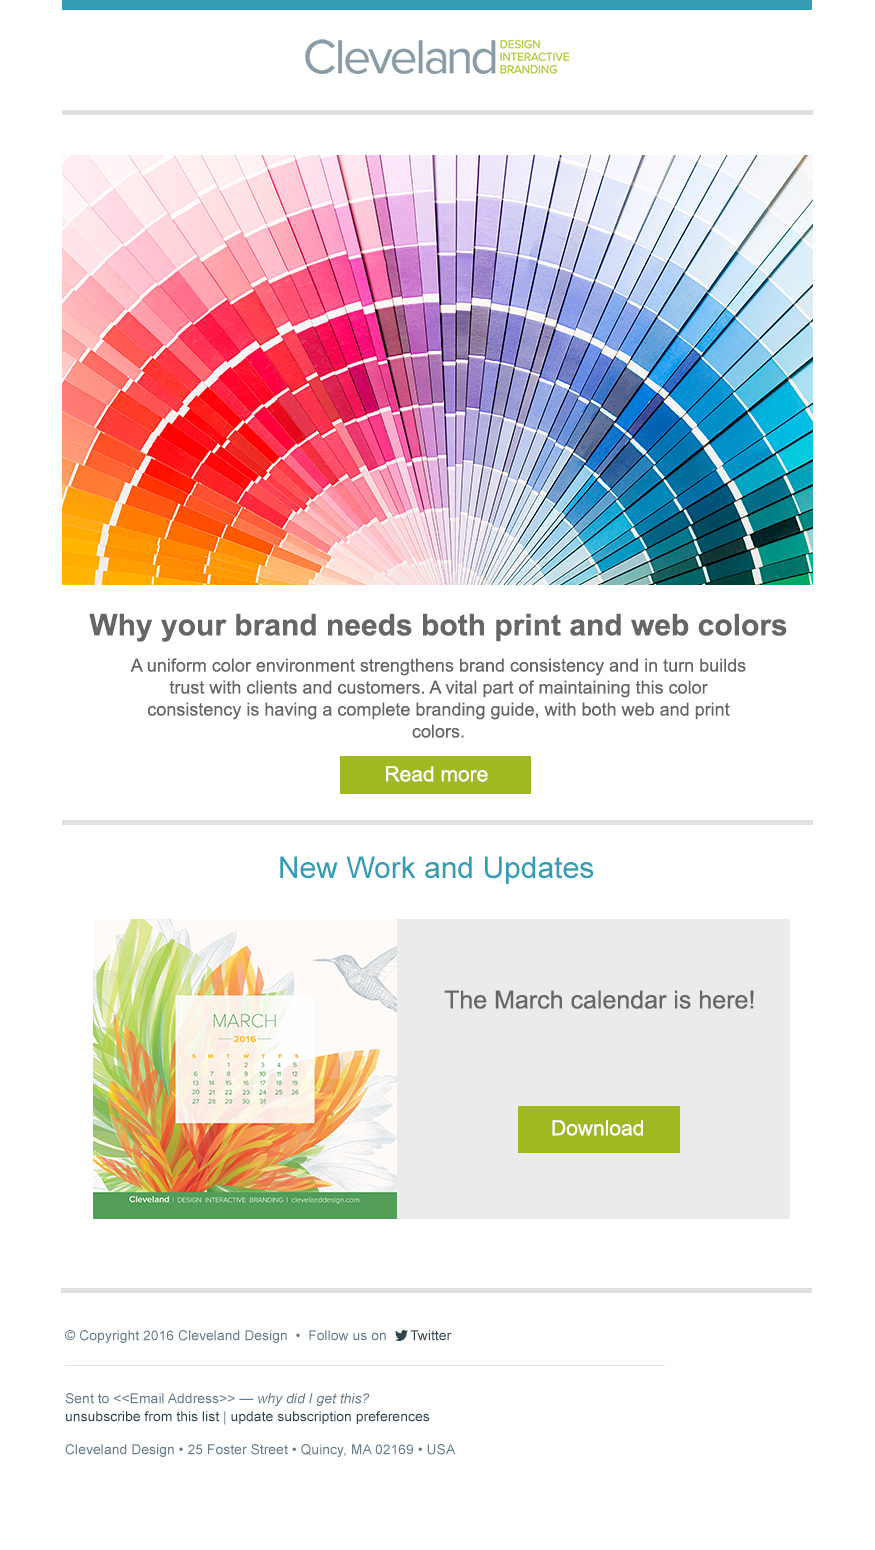 Cleveland
DESIGN
INTERACTIVE
BRANDING
Why your brand needs both print and web colors
A uniform color environment strengthens brand consistency and in turn builds
trust with clients and customers. A vital part of maintaining this color
consistency is having a complete branding guide, with both web and print
colors.
Read more
New Work and Updates
MARCH
2016
S M T W T F S
1 2 3 4 5
6 7 8 9 10 11 12
13 14 15 16 17 18 19
20 21 22 23 24 25 26
27 28 29 30 31
Cleveland | DESIGN INTERACTIVE BRANDING | clevelanddesign.com
The March calendar is here!
Download
© Copyright 2016 Cleveland Design • Follow us on Twitter
Sent to <<Email Address>> — why did I get this?
unsubscribe from this list | update subscription preferences
Cleveland Design • 25 Foster Street • Quincy, MA 02169 • USA